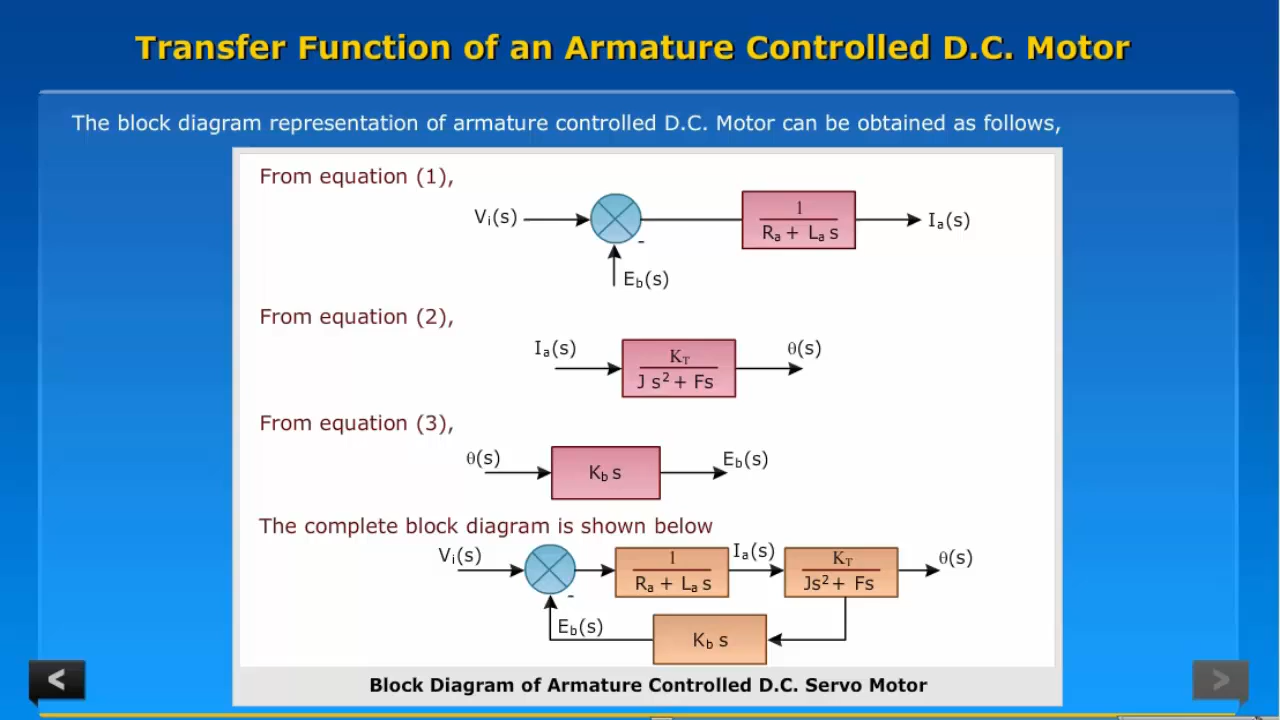 Transfer Function of an Armature Controlled D.C. Motor
The block diagram representation of armature controlled D.C. Motor can be obtained as follows,
From equation (1),
Vi(s)
1
Ra + La s
Ia(s)
-
Eb(s)
From equation (2),
Ia(s)
KT
J s² + Fs
θ(s)
From equation (3),
θ(s)
Kb s
Eb(s)
The complete block diagram is shown below
Vi(s)
1
Ra + La s
Ia(s)
KT
Js² + Fs
θ(s)
-
Eb(s)
Kb s
Block Diagram of Armature Controlled D.C. Servo Motor
< >